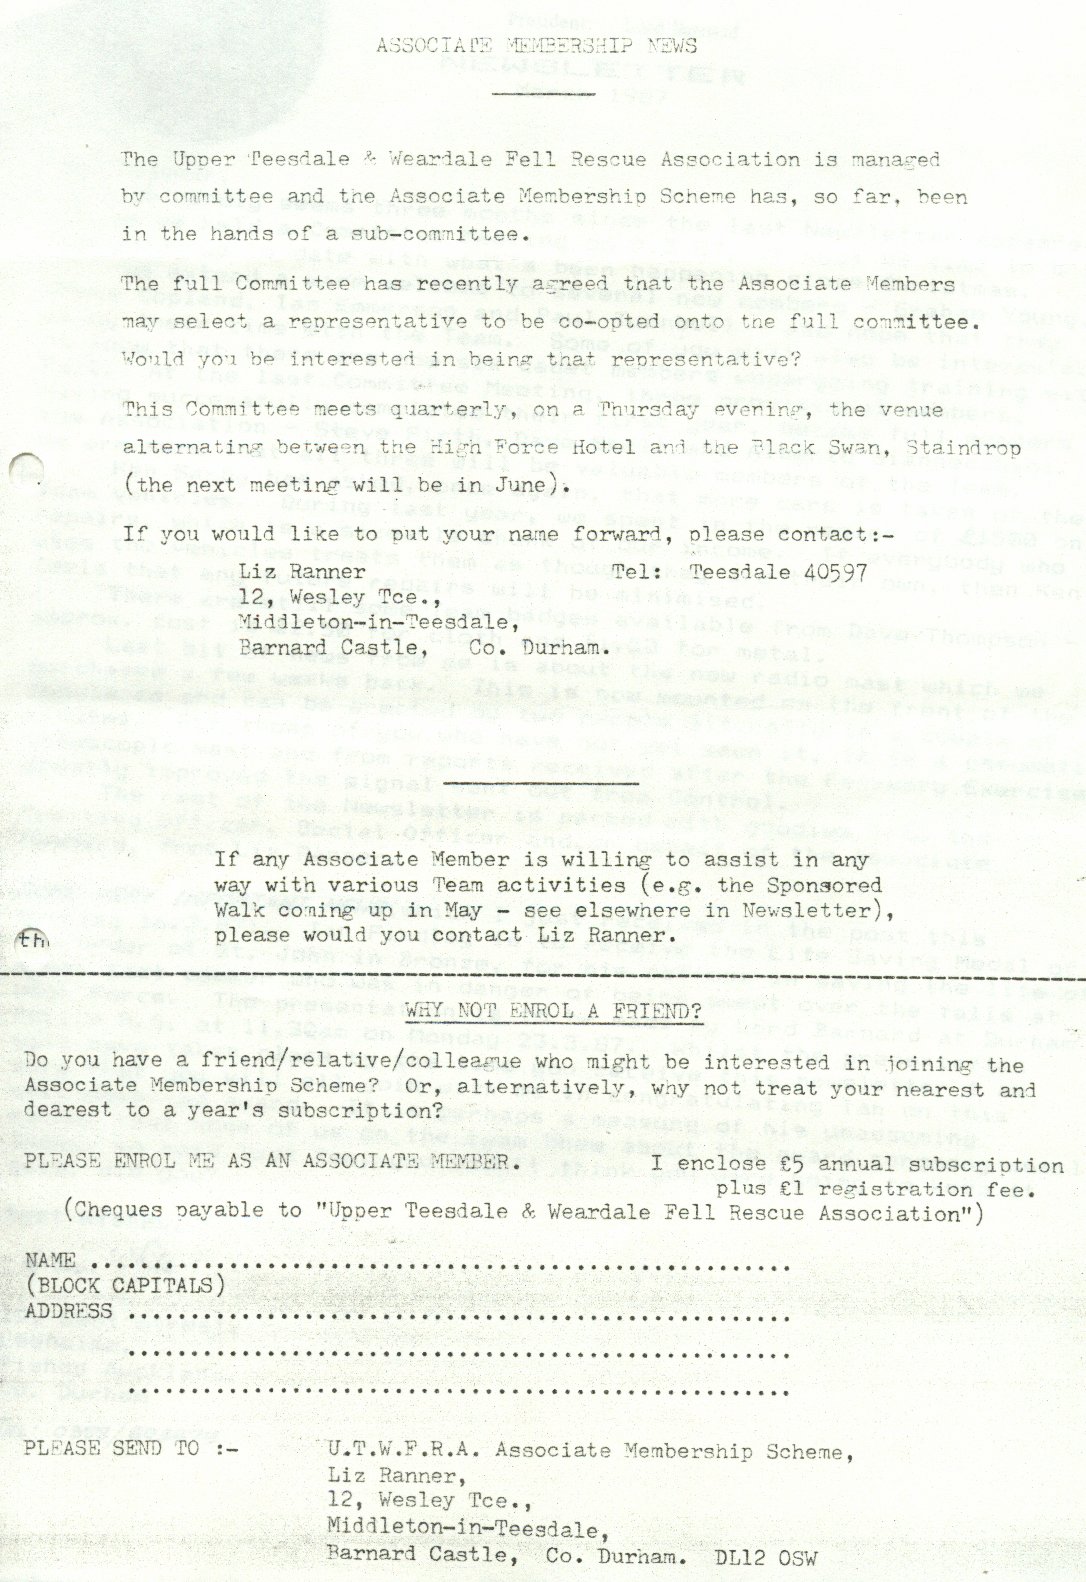 ASSOCIATE MEMBERSHIP NEWS
The Upper Teesdale & Weardale Fell Rescue Association is managed
by committee and the Associate Membership Scheme has, so far, been
in the hands of a sub-committee.
The full Committee has recently agreed that the Associate Members
may select a representative to be co-opted onto the full committee.
Would you be interested in being that representative?
This Committee meets quarterly, on a Thursday evening, the venue
alternating between the High Force Hotel and the Black Swan, Staindrop
(the next meeting will be in June).
If you would like to put your name forward, please contact:-
Liz Ranner Tel: Teesdale 40597
12, Wesley Tce.,
Middleton-in-Teesdale,
Barnard Castle, Co. Durham.
If any Associate Member is willing to assist in any
way with various Team activities (e.g. the Sponsored
Walk coming up in May - see elsewhere in Newsletter),
please would you contact Liz Ranner.
th
WHY NOT ENROL A FRIEND?
Do you have a friend/relative/colleague who might be interested in joining the
Associate Membership Scheme? Or, alternatively, why not treat your nearest and
dearest to a year's subscription?
PLEASE ENROL ME AS AN ASSOCIATE MEMBER. I enclose £5 annual subscription
plus £1 registration fee.
(Cheques payable to "Upper Teesdale & Weardale Fell Rescue Association")
NAME ........................................................
(BLOCK CAPITALS)
ADDRESS .....................................................
.....................................................
.....................................................
PLEASE SEND TO :- U.T.W.F.R.A. Associate Membership Scheme,
Liz Ranner,
12, Wesley Tce.,
Middleton-in-Teesdale,
Barnard Castle, Co. Durham. DL12 OSW